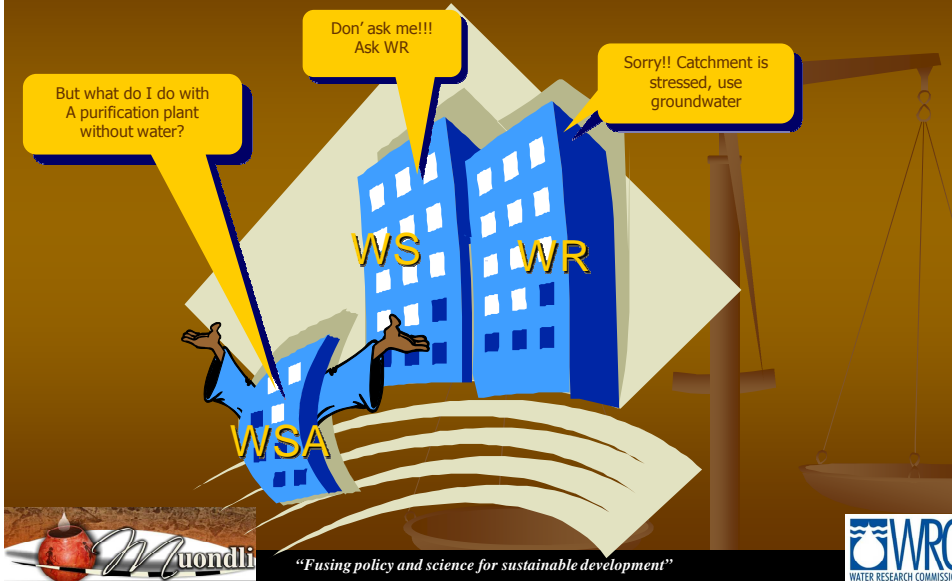 Don’ ask me!!!
Ask WR
Sorry!! Catchment is
stressed, use
groundwater
But what do I do with
A purification plant
without water?
WS
WR
WSA
Muondli
“Fusing policy and science for sustainable development”
WRC
WATER RESEARCH COMMISS